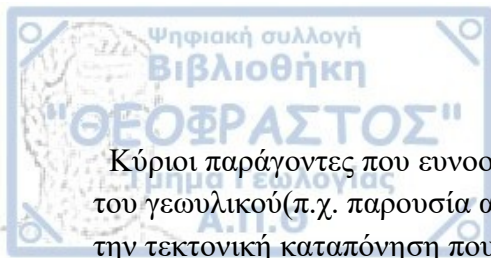 Ψηφιακή συλλογή
Βιβλιοθήκη
"ΘΕΟΦΡΑΣΤΟΣ"
Τμήμα Γεωλογίας
Α.Π.Θ
Κύριοι παράγοντες που ευνοο
του γεωυλικού(π.χ. παρουσία α
την τεκτονική καταπόνηση που